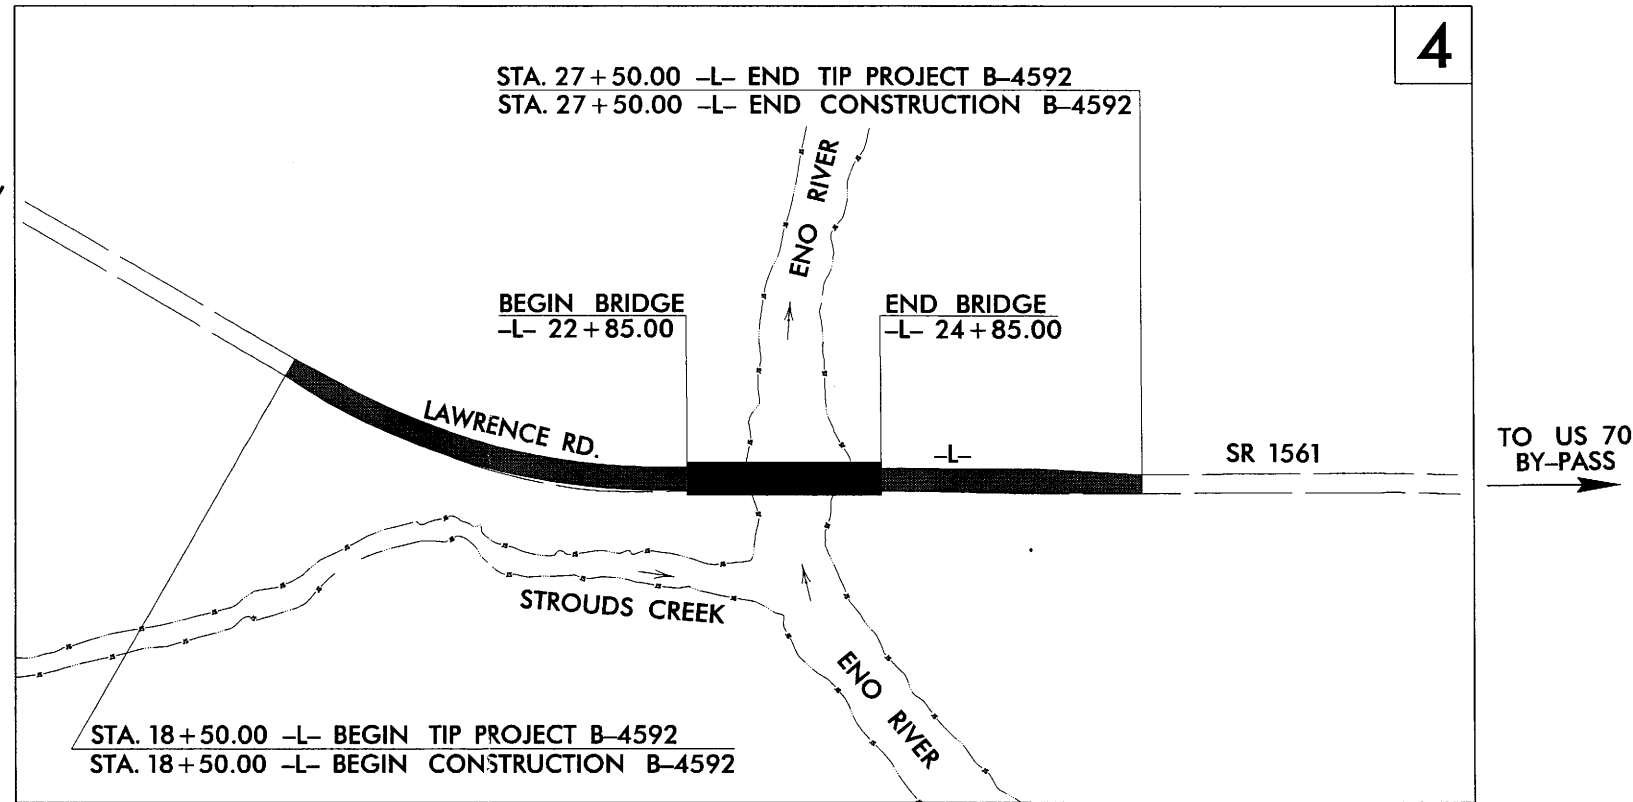 4
STA. 27+50.00 -L- END TIP PROJECT B-4592
STA. 27+50.00 -L- END CONSTRUCTION B-4592
ENO RIVER
BEGIN BRIDGE
-L- 22+85.00
END BRIDGE
-L- 24+85.00
LAWRENCE RD.
-L-
SR 1561
TO US 70
BY-PASS
STROUDS CREEK
ENO RIVER
STA. 18+50.00 -L- BEGIN TIP PROJECT B-4592
STA. 18+50.00 -L- BEGIN CONSTRUCTION B-4592